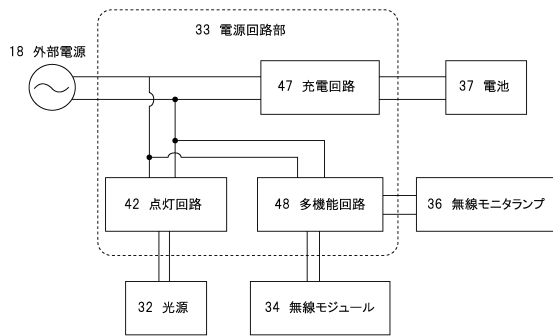 33 電源回路部
18 外部電源
47 充電回路
37 電池
42 点灯回路
48 多機能回路
36 無線モニタランプ
32 光源
34 無線モジュール